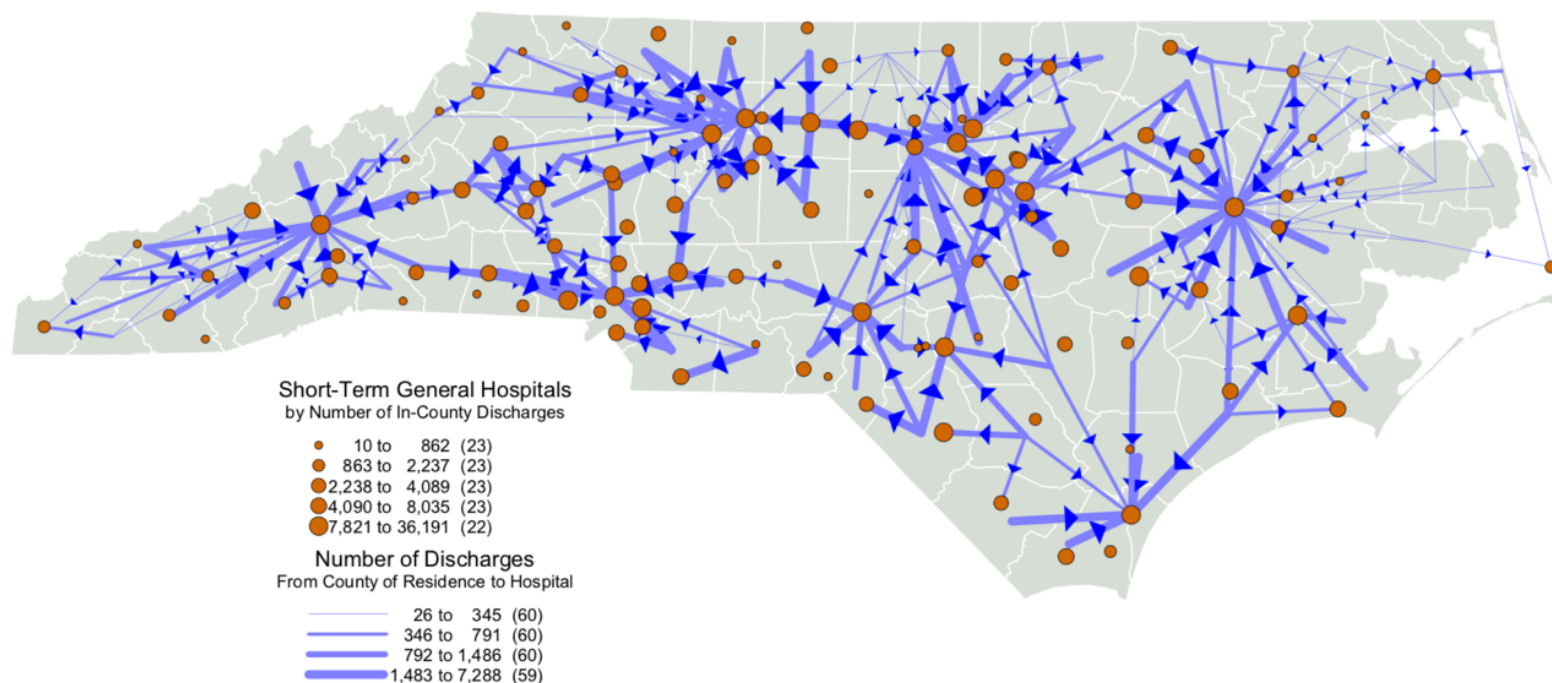 Short-Term General Hospitals
by Number of In-County Discharges
10 to 862 (23)
863 to 2,237 (23)
2,238 to 4,089 (23)
4,090 to 8,035 (23)
7,821 to 36,191 (22)
Number of Discharges
From County of Residence to Hospital
26 to 345 (60)
346 to 791 (60)
792 to 1,486 (60)
1,483 to 7,288 (59)